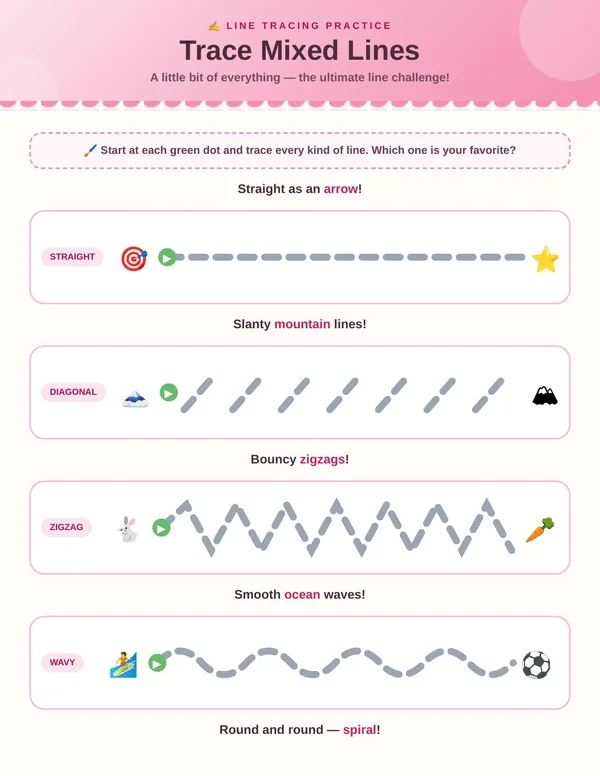 ✍️ LINE TRACING PRACTICE
Trace Mixed Lines
A little bit of everything — the ultimate line challenge!
🖌️ Start at each green dot and trace every kind of line. Which one is your favorite?
Straight as an arrow!
STRAIGHT
Slanty mountain lines!
DIAGONAL
Bouncy zigzags!
ZIGZAG
Smooth ocean waves!
WAVY
Round and round — spiral!